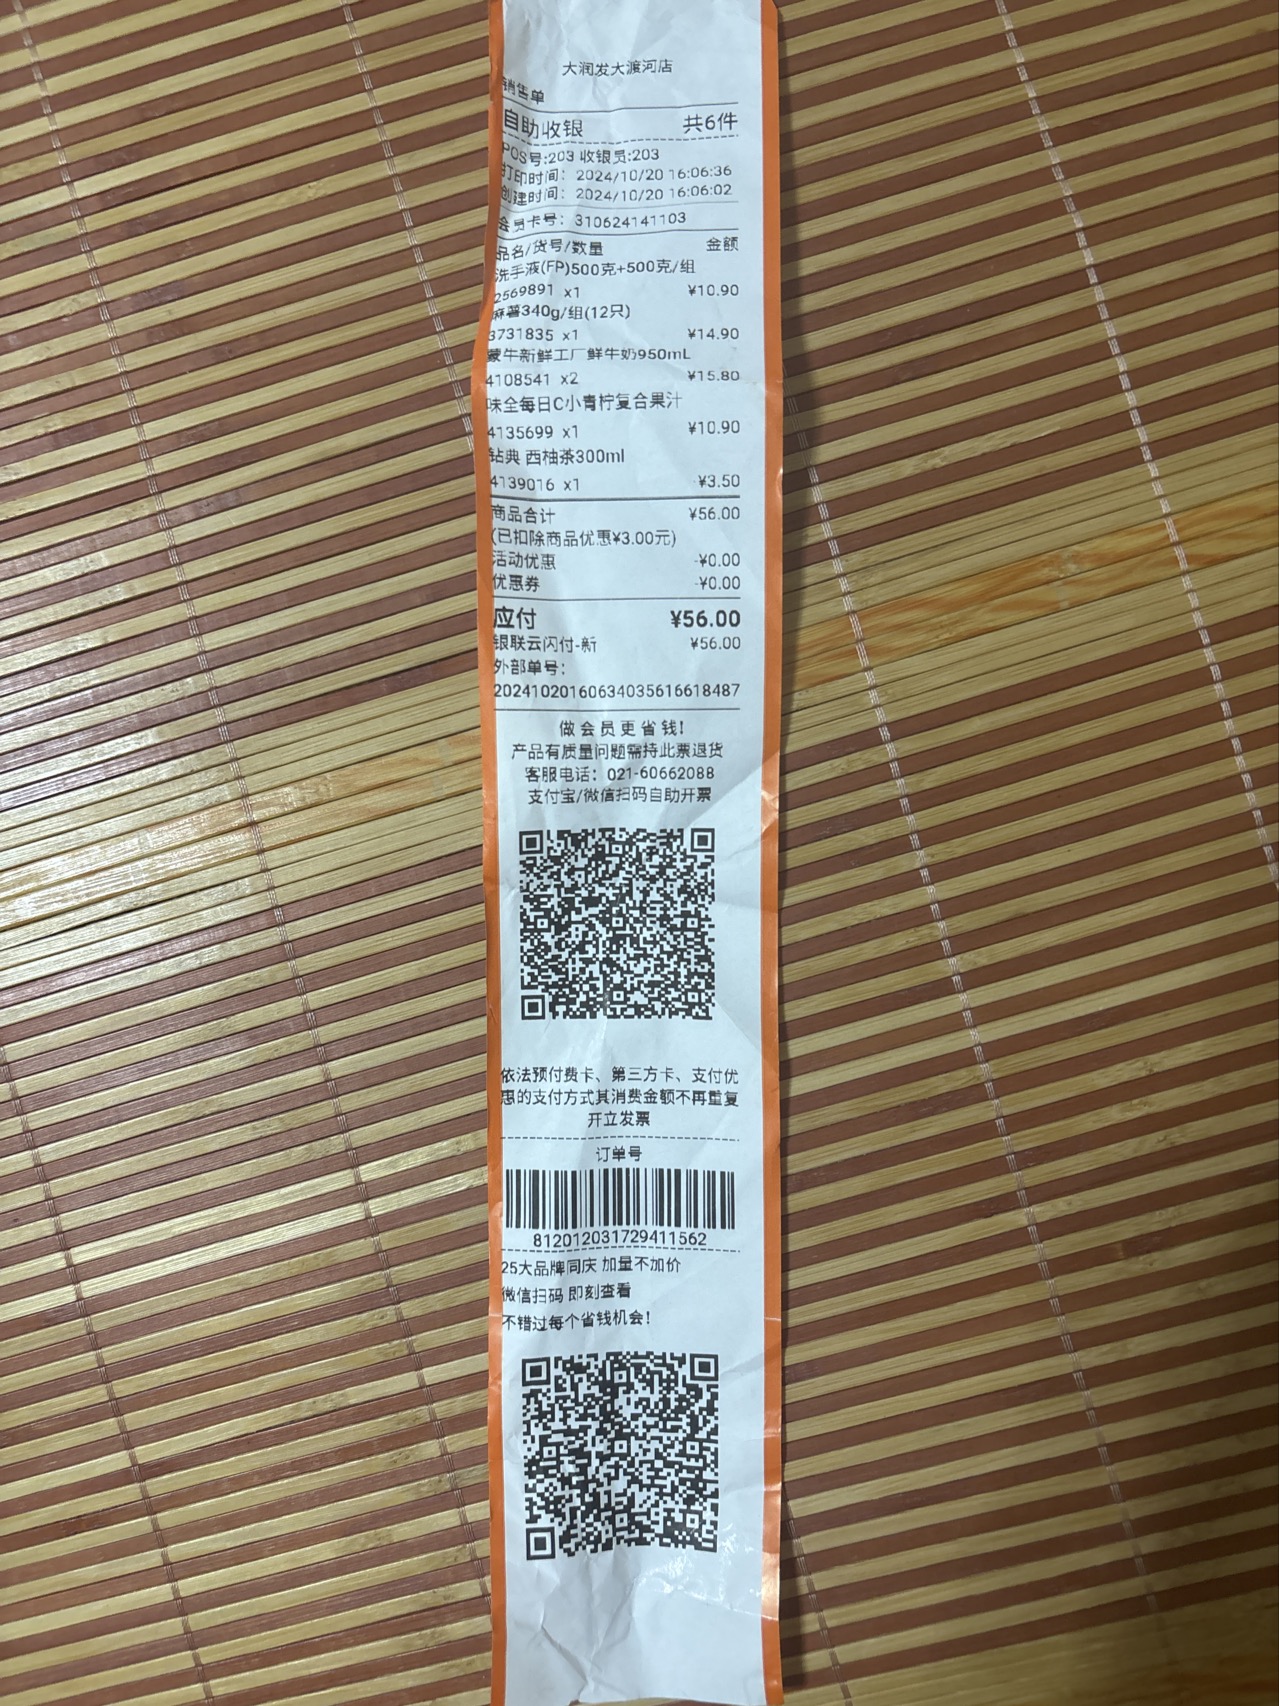 大润发大渡河店
销售单
自助收银 共6件
POS号:203 收银员:203
打印时间: 2024/10/20 16:06:36
创建时间: 2024/10/20 16:06:02
会员卡号: 310624141103
品名/货号/数量 金额
洗手液(FP)500克+500克/组
2569891 x1 ¥10.90
麻薯340g/组(12只)
3731835 x1 ¥14.90
蒙牛新鲜工厂鲜牛奶950mL
4108541 x2 ¥15.80
味全每日C小青柠复合果汁
4135699 x1 ¥10.90
钻典 西柚茶300ml
4139016 x1 ¥3.50
商品合计 ¥56.00
(已扣除商品优惠¥3.00元)
活动优惠 -¥0.00
优惠券 -¥0.00
应付 ¥56.00
银联云闪付-新 ¥56.00
外部单号:
20241020160634035616618487
做会员更省钱!
产品有质量问题需持此票退货
客服电话: 021-60662088
支付宝/微信扫码自助开票
依法预付费卡、第三方卡、支付优
惠的支付方式其消费金额不再重复
开立发票
订单号
812012031729411562
25大品牌同庆 加量不加价
微信扫码 即刻查看
不错过每个省钱机会!